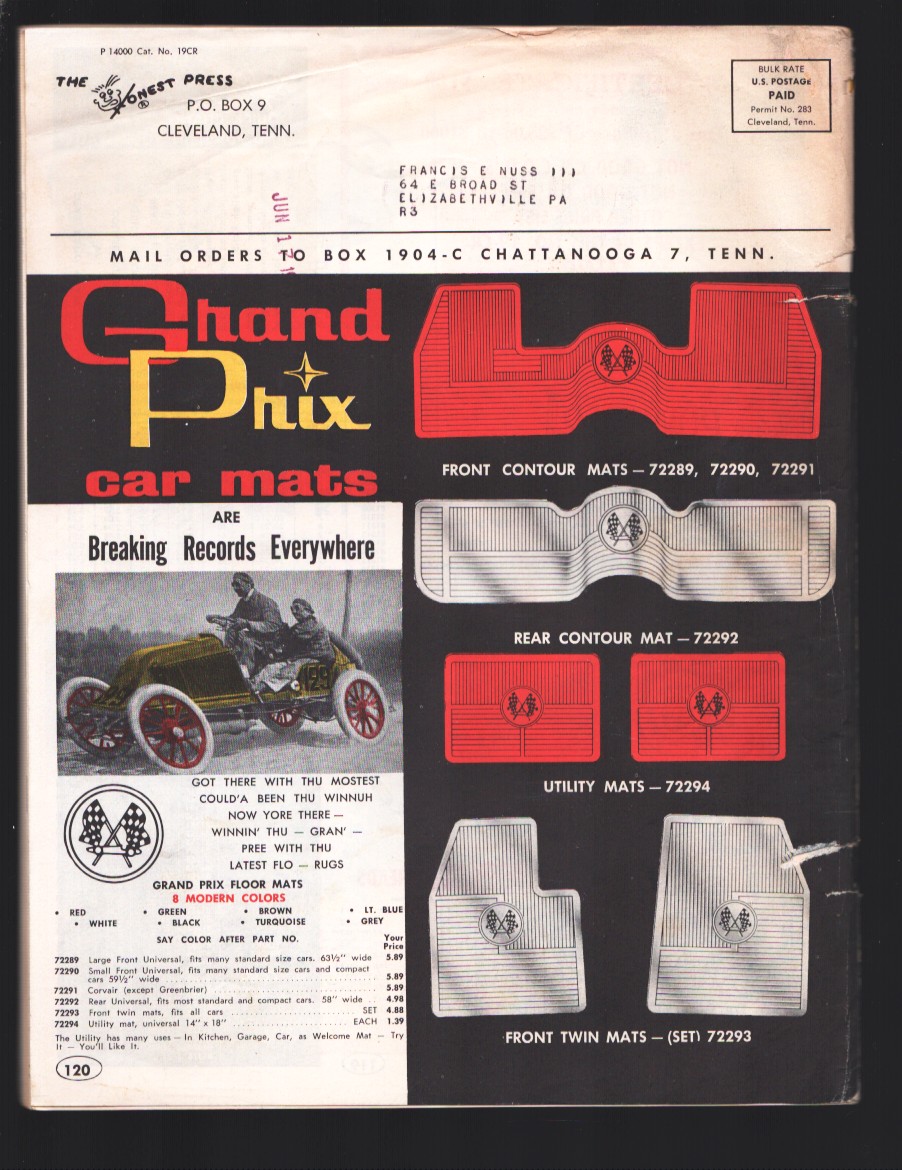 P 14000 Cat. No. 19CR
THE HONEST PRESS ®
P.O. BOX 9
CLEVELAND, TENN.
BULK RATE
U.S. POSTAGE
PAID
Permit No. 283
Cleveland, Tenn.
FRANCIS E NUSS III
64 E BROAD ST
ELIZABETHVILLE PA
R3
JUN 17
MAIL ORDERS TO BOX 1904-C CHATTANOOGA 7, TENN.
Grand
Prix
car mats
ARE
Breaking Records Everywhere
123
GOT THERE WITH THU MOSTEST
COULD'A BEEN THU WINNUH
NOW YORE THERE —
WINNIN' THU — GRAN' —
PREE WITH THU
LATEST FLO — RUGS
GRAND PRIX FLOOR MATS
8 MODERN COLORS
• RED • GREEN • BROWN • LT. BLUE
• WHITE • BLACK • TURQUOISE • GREY
SAY COLOR AFTER PART NO. Your
Price
72289 Large Front Universal, fits many standard size cars. 63½" wide 5.89
72290 Small Front Universal, fits many standard size cars and compact
cars 59½" wide 5.89
72291 Corvair (except Greenbrier) 5.89
72292 Rear Universal, fits most standard and compact cars. 58" wide 4.98
72293 Front twin mats, fits all cars SET 4.88
72294 Utility mat, universal 14" x 18" EACH 1.39
The Utility has many uses — In Kitchen, Garage, Car, as Welcome Mat — Try
It — You'll Like It.
120
FRONT CONTOUR MATS — 72289, 72290, 72291
REAR CONTOUR MAT — 72292
UTILITY MATS — 72294
FRONT TWIN MATS — (SET) 72293